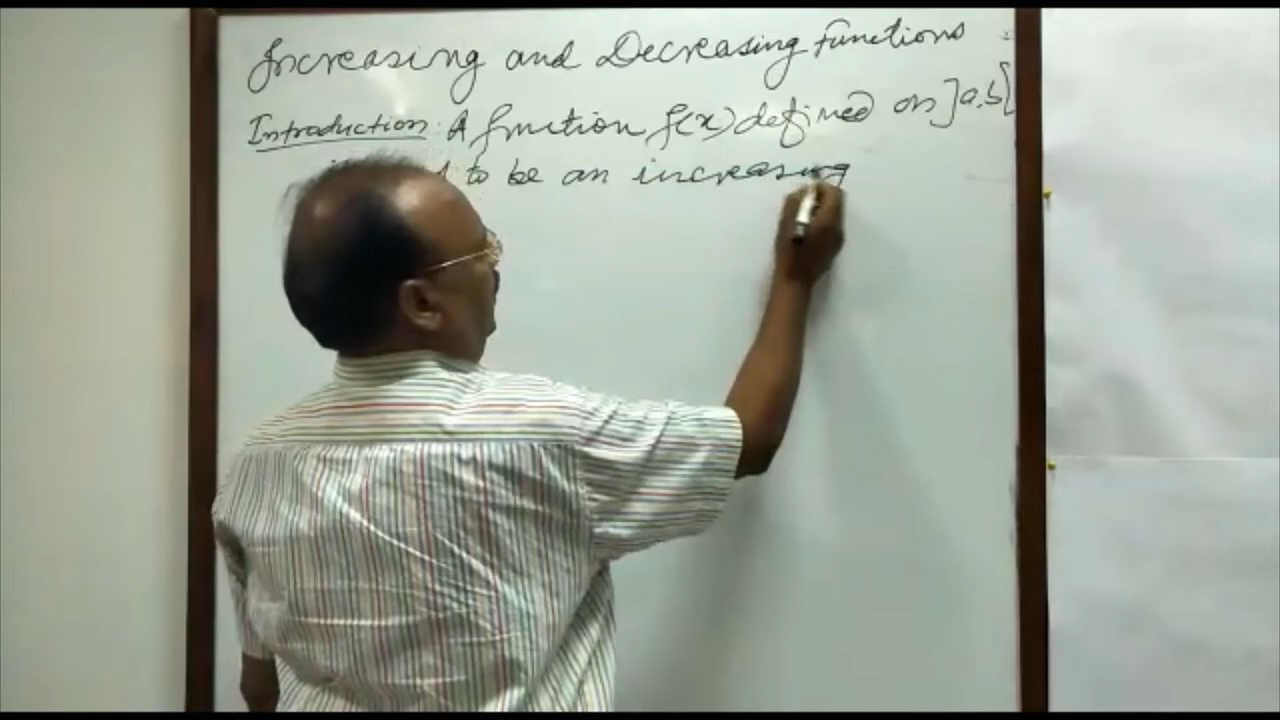 Increasing and Decreasing Functions :
Introduction: A function f(x) defined on ]a,b[
to be an increasing